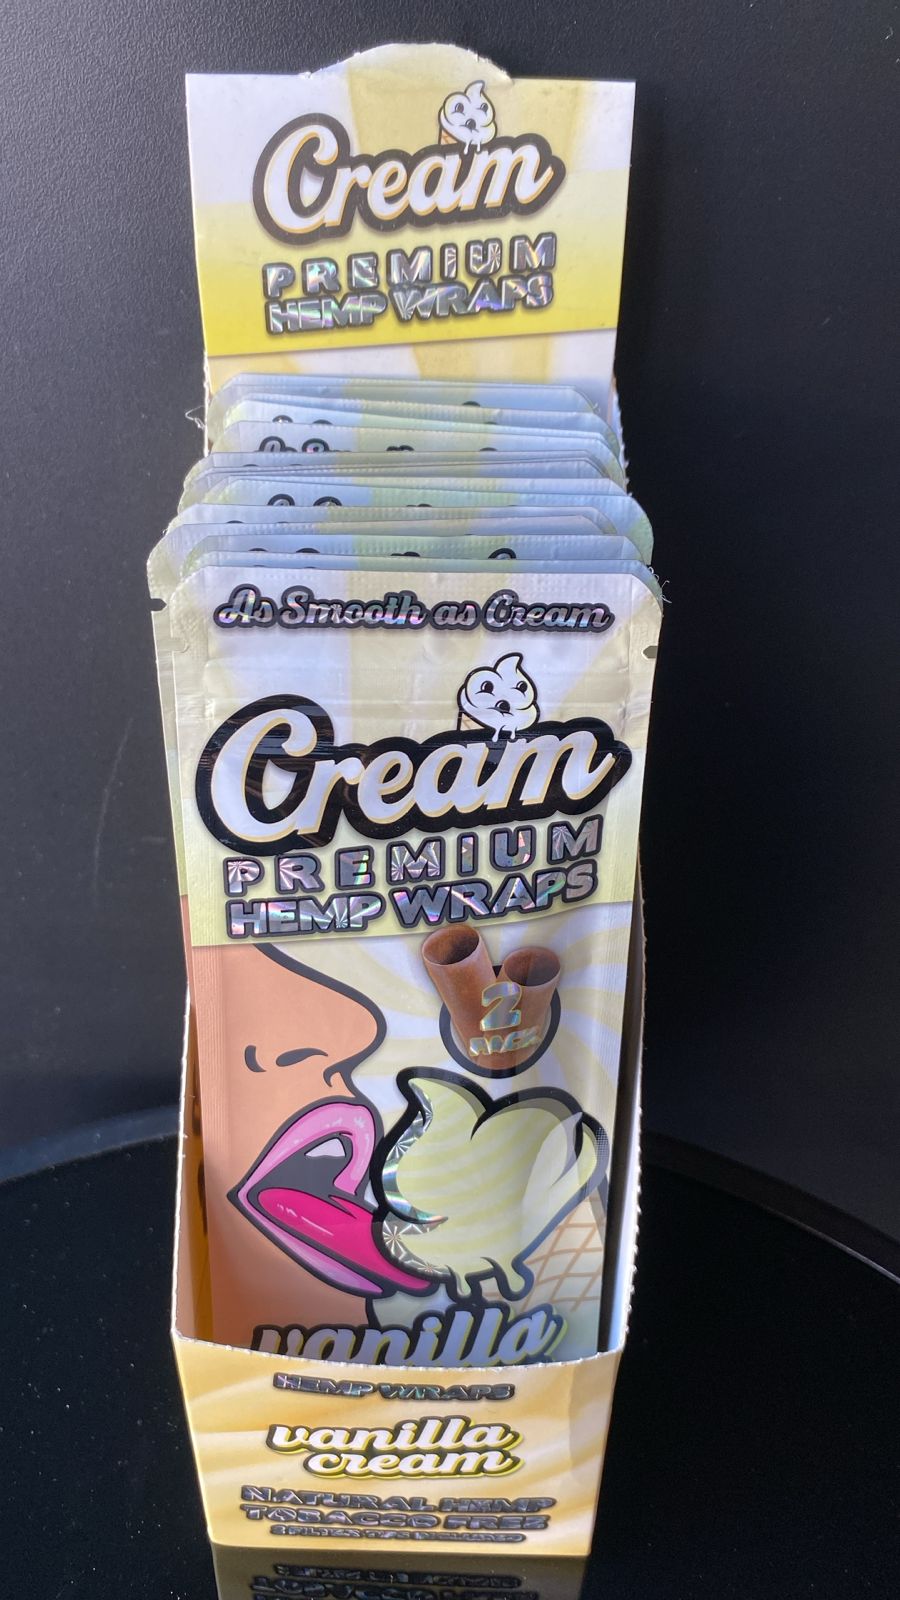 Cream
PREMIUM
HEMP WRAPS
As Smooth as Cream
Cream
PREMIUM
HEMP WRAPS
2
PACK
vanilla
HEMP WRAPS
vanilla
cream
NATURAL HEMP
TOBACCO FREE